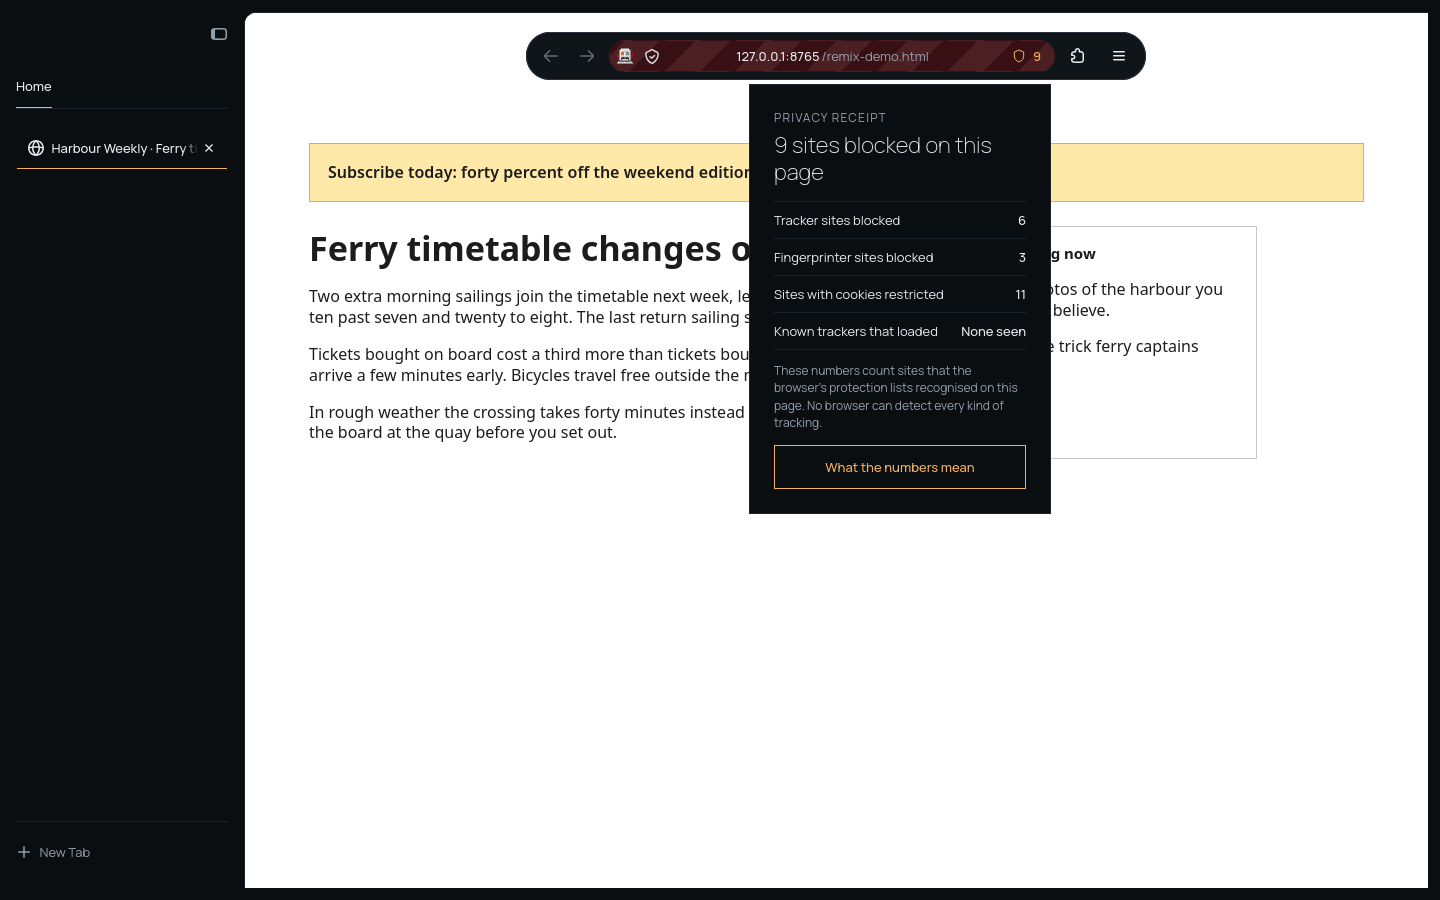 127.0.0.1:8765/remix-demo.html
9
Home
Harbour Weekly · Ferry
New Tab
Subscribe today: forty percent off the weekend edition
Ferry timetable changes
Two extra morning sailings join the timetable next week,
ten past seven and twenty to eight. The last return sailing
Tickets bought on board cost a third more than tickets
arrive a few minutes early. Bicycles travel free outside the
In rough weather the crossing takes forty minutes instead
the board at the quay before you set out.
PRIVACY RECEIPT
9 sites blocked on this
page
Tracker sites blocked 6
Fingerprinter sites blocked 3
Sites with cookies restricted 11
Known trackers that loaded None seen
These numbers count sites that the
browser's protection lists recognised on this
page. No browser can detect every kind of
tracking.
What the numbers mean
now
of the harbour you
believe.
trick ferry captains